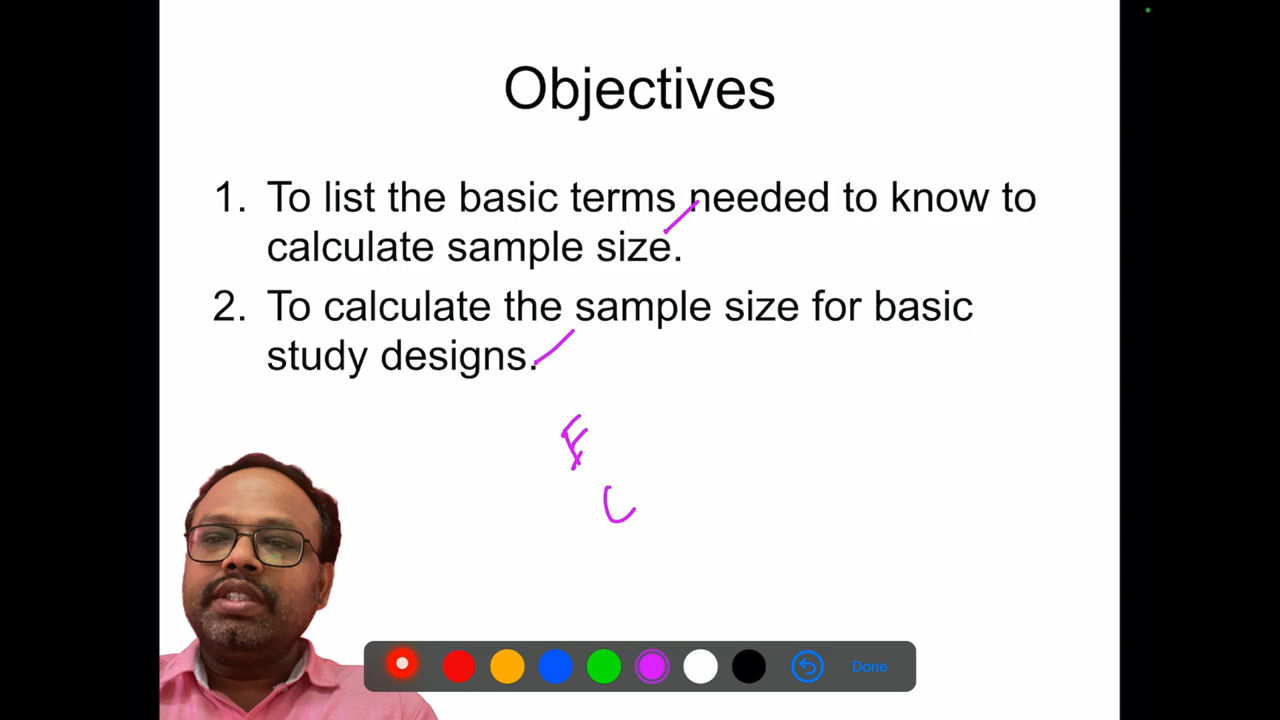 Objectives
1. To list the basic terms needed to know to
calculate sample size.
2. To calculate the sample size for basic
study designs.
Done